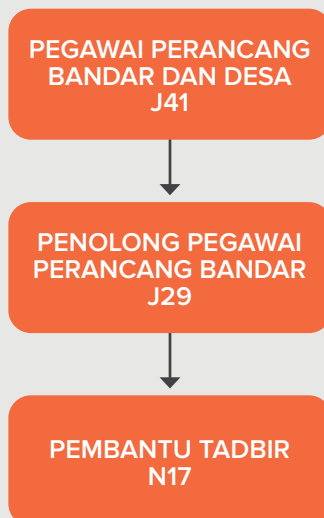 PEGAWAI PERANCANG
BANDAR DAN DESA
J41
PENOLONG PEGAWAI
PERANCANG BANDAR
J29
PEMBANTU TADBIR
N17